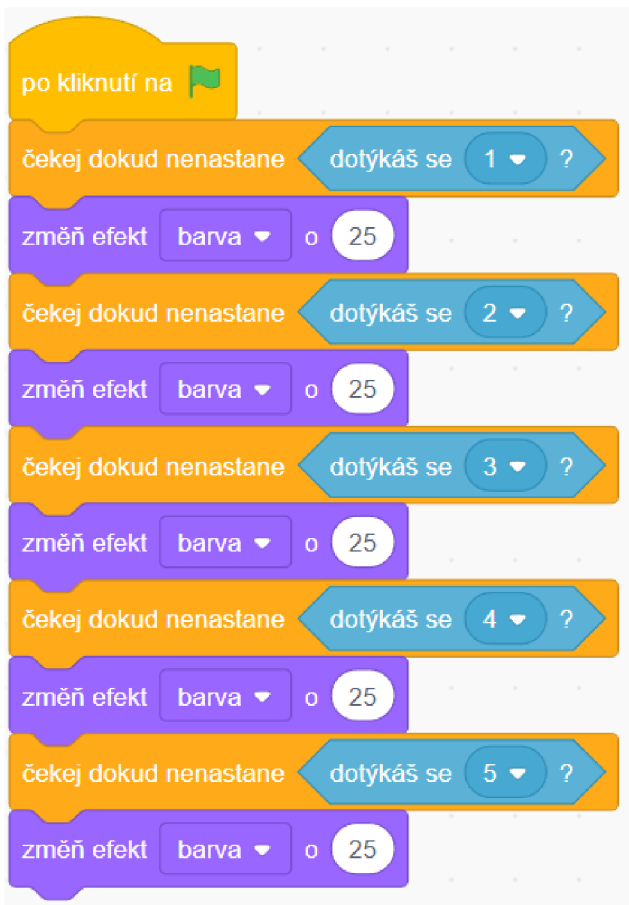 po kliknutí na
čekej dokud nenastane dotýkáš se 1 ?
změň efekt barva o 25
čekej dokud nenastane dotýkáš se 2 ?
změň efekt barva o 25
čekej dokud nenastane dotýkáš se 3 ?
změň efekt barva o 25
čekej dokud nenastane dotýkáš se 4 ?
změň efekt barva o 25
čekej dokud nenastane dotýkáš se 5 ?
změň efekt barva o 25